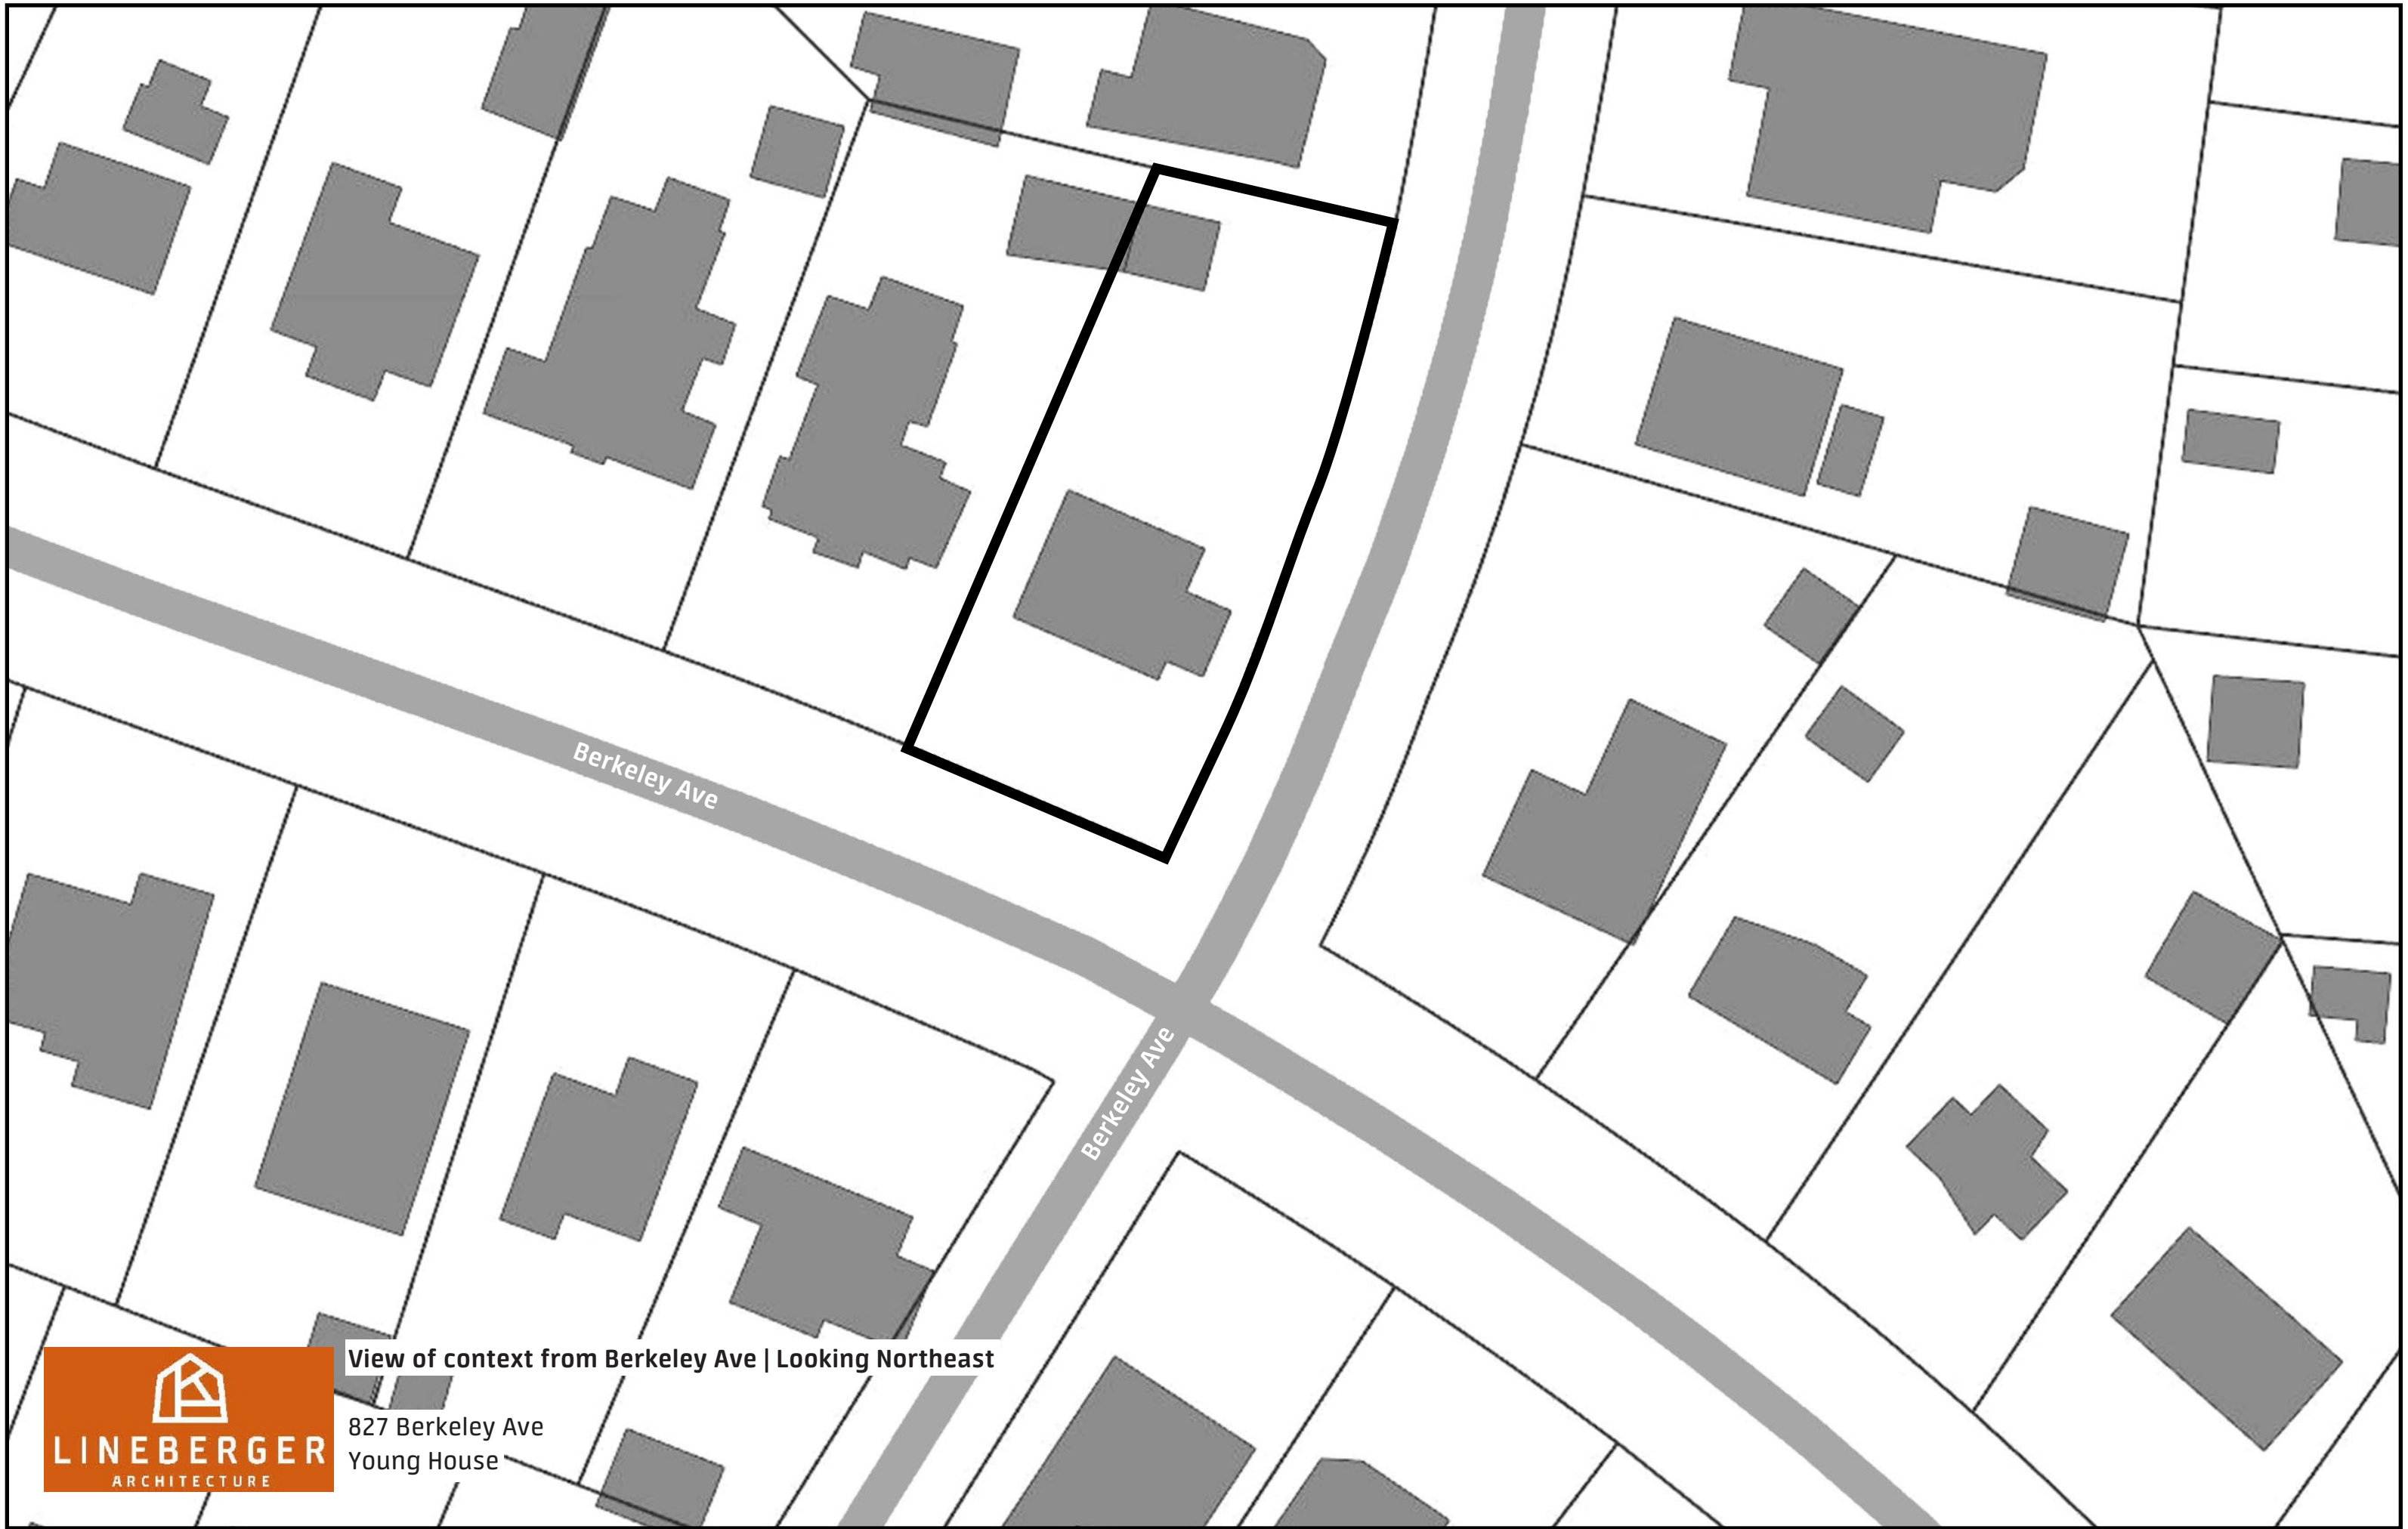 Berkeley Ave
Berkeley Ave
View of context from Berkeley Ave | Looking Northeast
827 Berkeley Ave
Young House
LINEBERGER
ARCHITECTURE